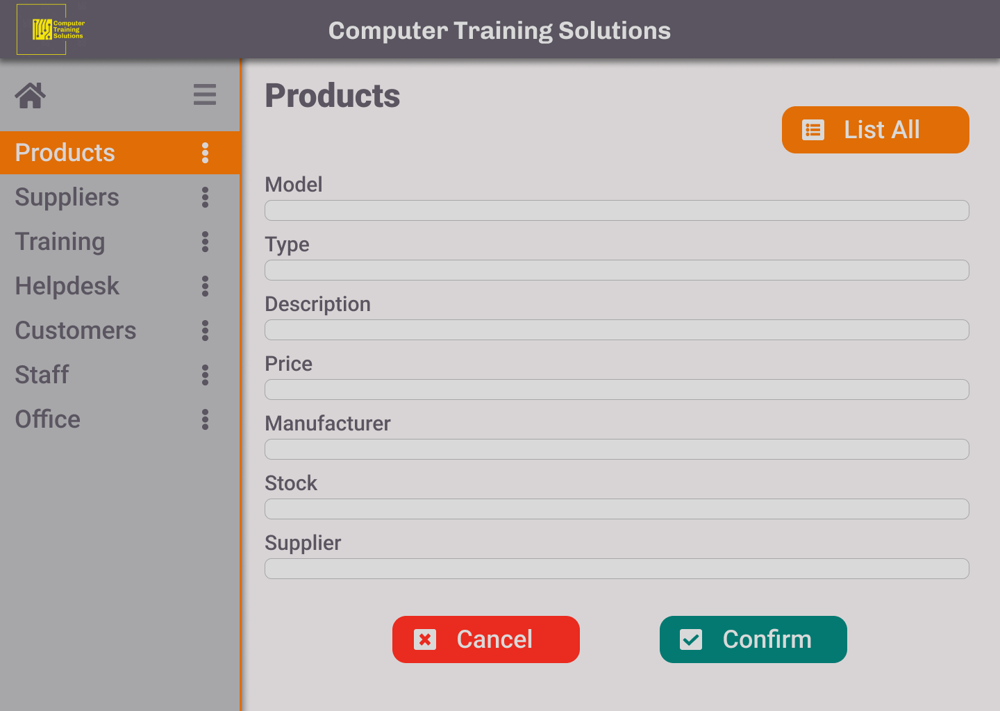 Computer
Training
Solutions
Computer Training Solutions
Products
Suppliers
Training
Helpdesk
Customers
Staff
Office
Products
List All
Model
Type
Description
Price
Manufacturer
Stock
Supplier
Cancel
Confirm